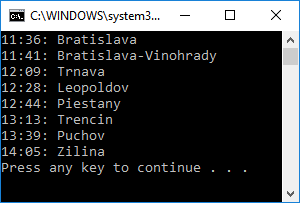 C:\WINDOWS\system3...
11:36: Bratislava
11:41: Bratislava-Vinohrady
12:09: Trnava
12:28: Leopoldov
12:44: Piestany
13:13: Trencin
13:39: Puchov
14:05: Zilina
Press any key to continue . . .